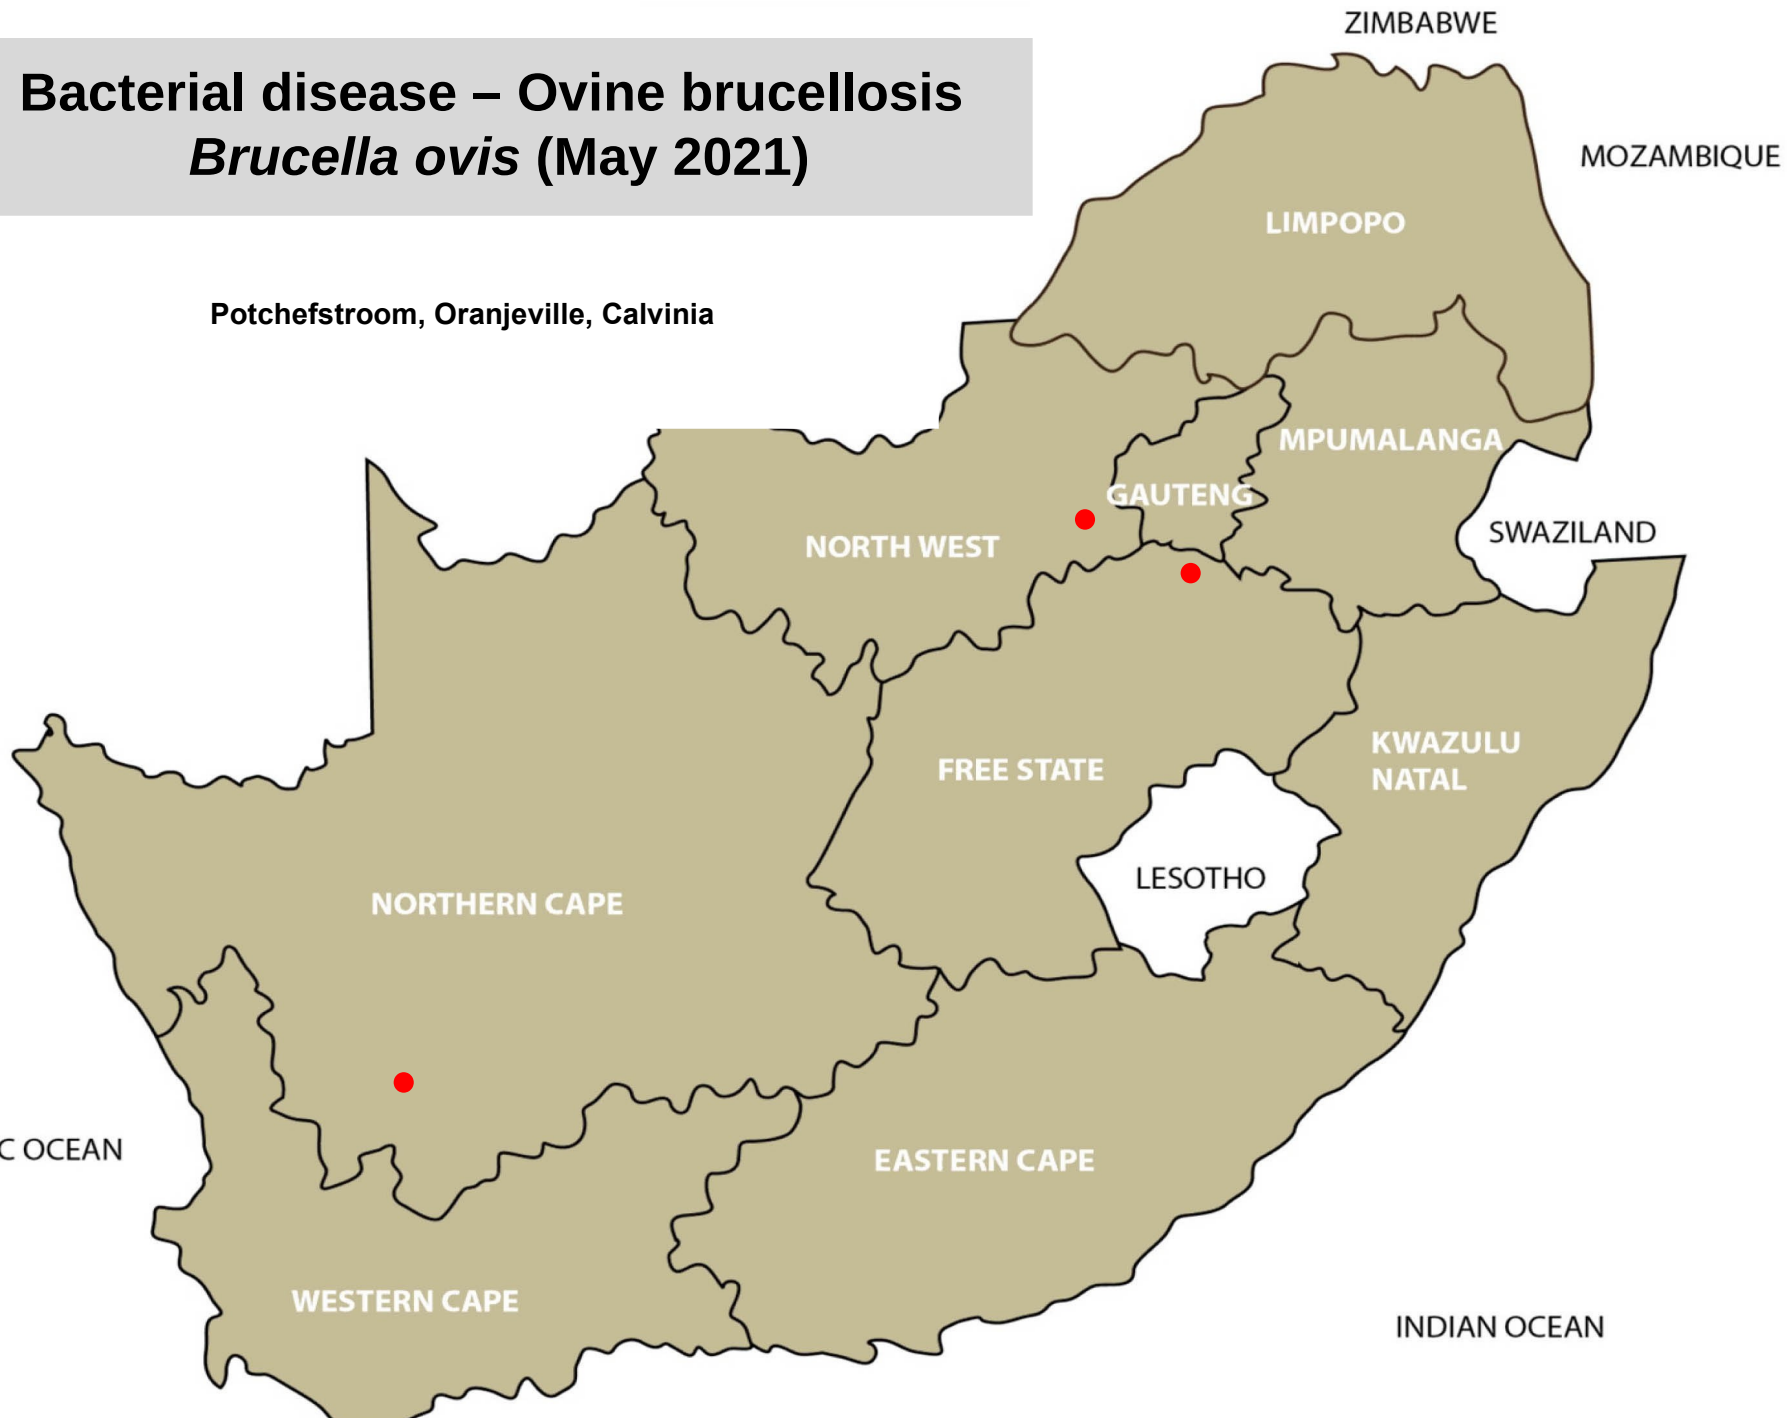 ZIMBABWE
Bacterial disease – Ovine brucellosis
Brucella ovis (May 2021)
MOZAMBIQUE
LIMPOPO
Potchefstroom, Oranjeville, Calvinia
MPUMALANGA
GAUTENG
SWAZILAND
NORTH WEST
KWAZULU
NATAL
FREE STATE
LESOTHO
NORTHERN CAPE
C OCEAN
EASTERN CAPE
WESTERN CAPE
INDIAN OCEAN